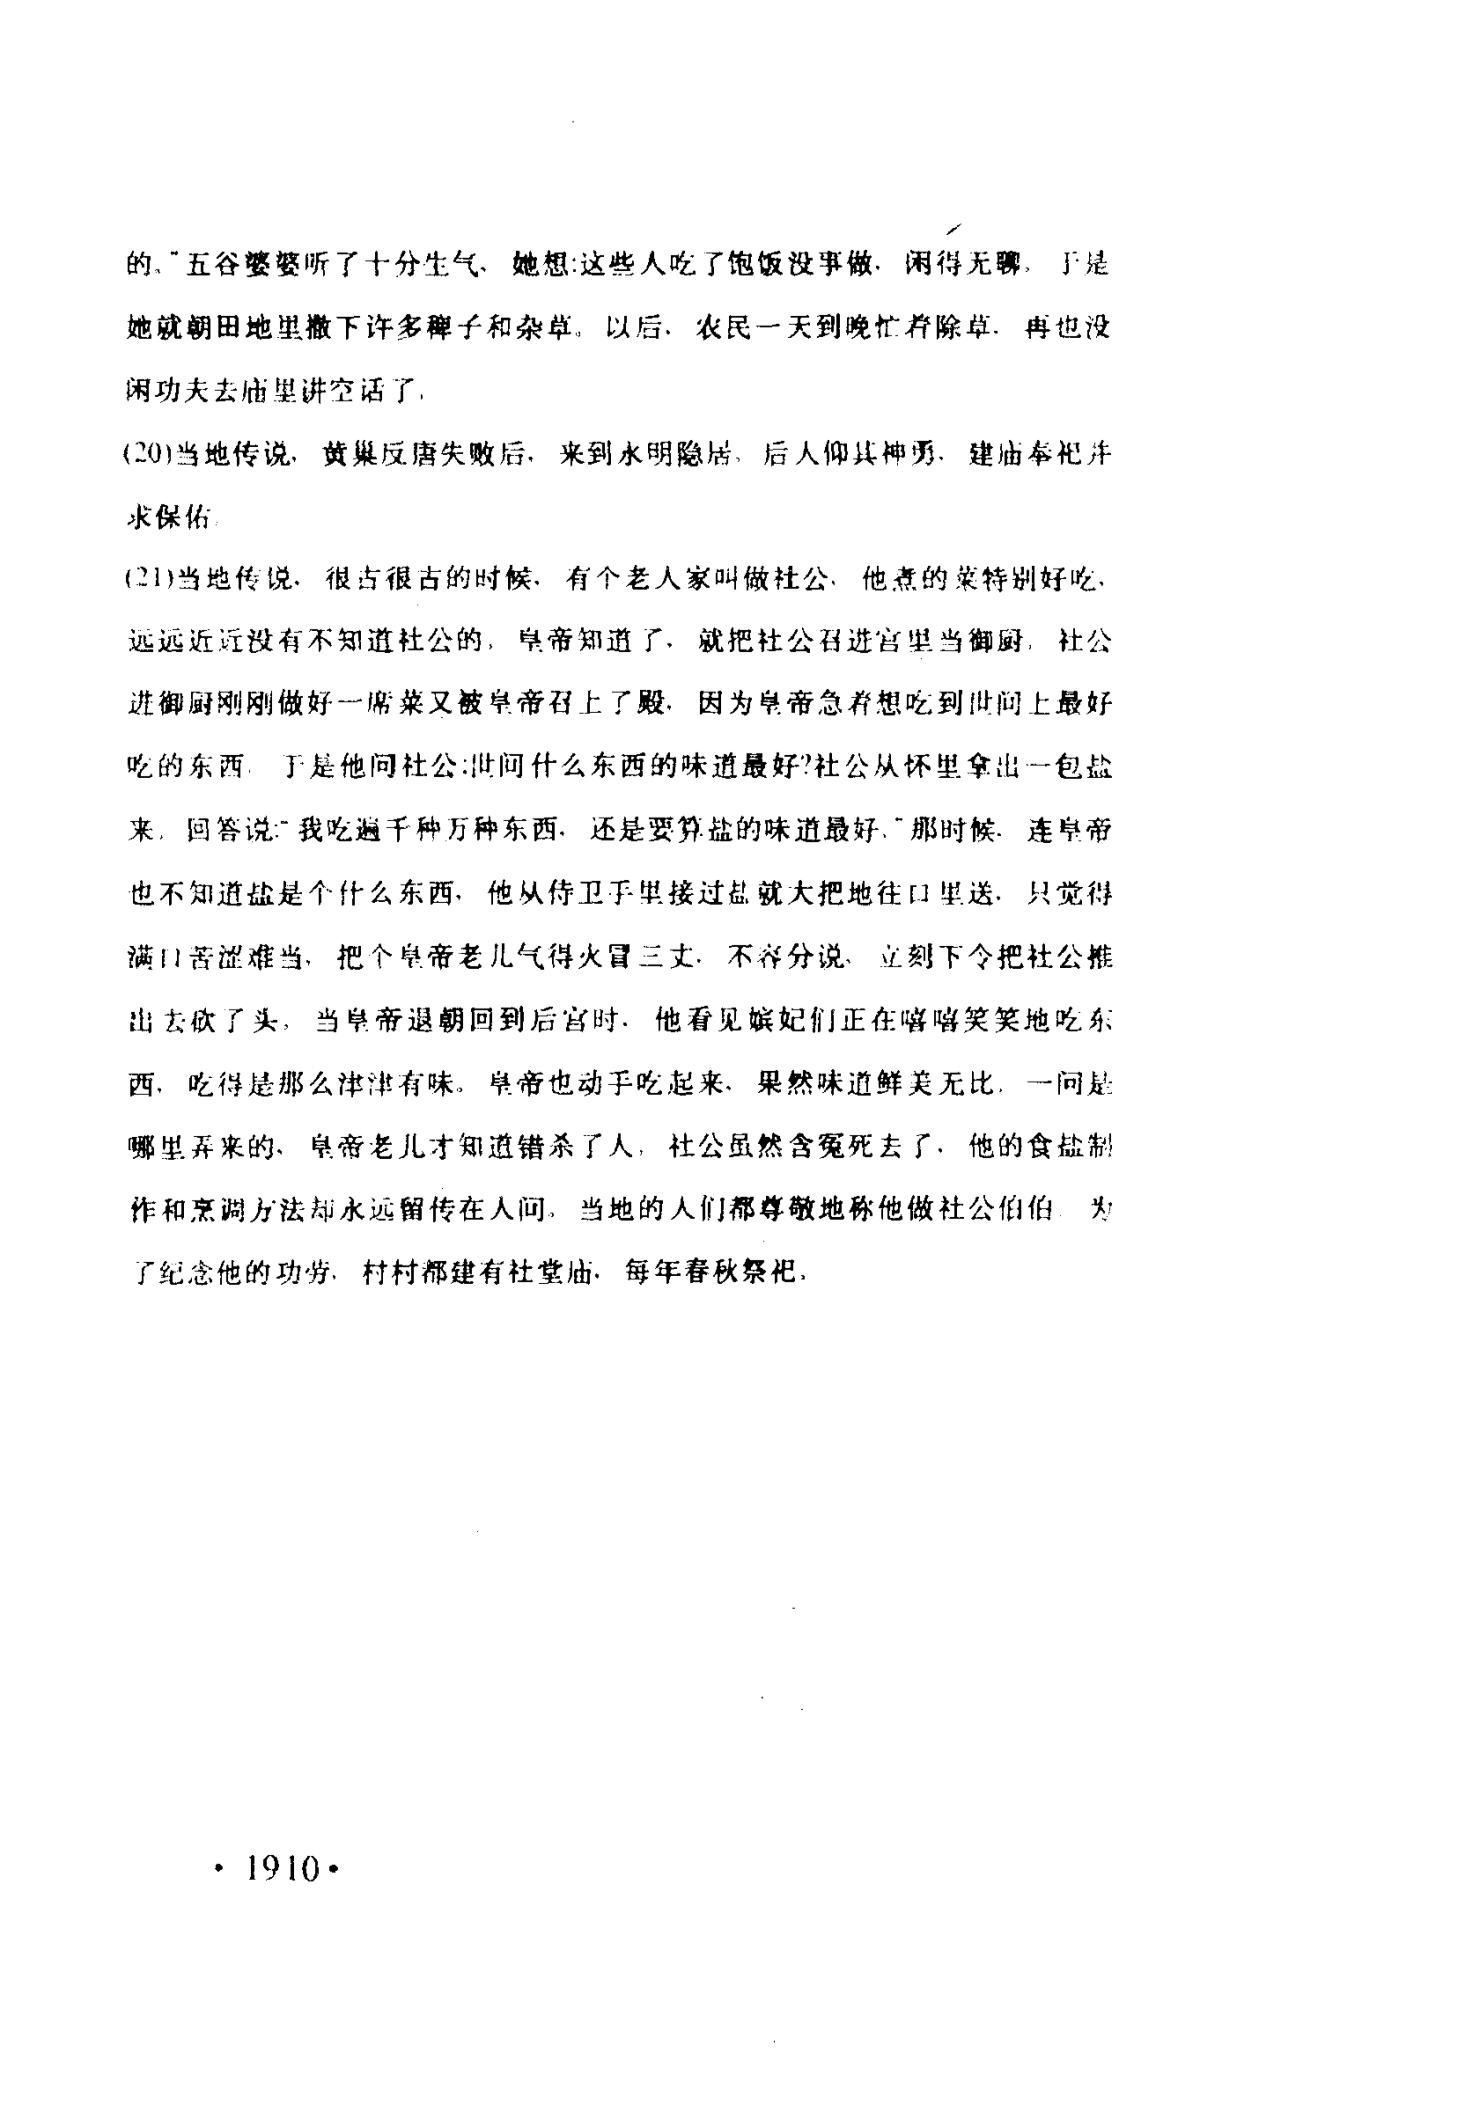 的。”五谷婆婆听了十分生气，她想:这些人吃了饱饭没事做，闲得无聊，于是
她就朝田地里撒下许多稗子和杂草。以后，农民一天到晚忙着除草，再也没
闲功夫去庙里讲空话了。
(20)当地传说，黄巢反唐失败后，来到永明隐居，后人仰其神勇，建庙奉祀并
求保佑。
(21)当地传说，很古很古的时候，有个老人家叫做社公，他煮的菜特别好吃，
远远近近没有不知道社公的。皇帝知道了，就把社公召进宫里当御厨。社公
进御厨刚刚做好一席菜又被皇帝召上了殿，因为皇帝急着想吃到世间上最好
吃的东西。于是他问社公:世间什么东西的味道最好?社公从怀里拿出一包盐
来，回答说:“我吃遍千种万种东西，还是要算盐的味道最好。”那时候，连皇帝
也不知道盐是个什么东西，他从侍卫手里接过盐就大把地往口里送，只觉得
满口苦涩难当，把个皇帝老儿气得火冒三丈，不容分说，立刻下令把社公推
出去砍了头。当皇帝退朝回到后宫时，他看见嫔妃们正在嘻嘻笑笑地吃东
西，吃得是那么津津有味。皇帝也动手吃起来，果然味道鲜美无比，一问是
哪里弄来的，皇帝老儿才知道错杀了人。社公虽然含冤死去了，他的食盐制
作和烹调方法却永远留传在人间。当地的人们都尊敬地称他做社公伯伯。为
了纪念他的功劳，村村都建有社堂庙，每年春秋祭祀。
·1910·